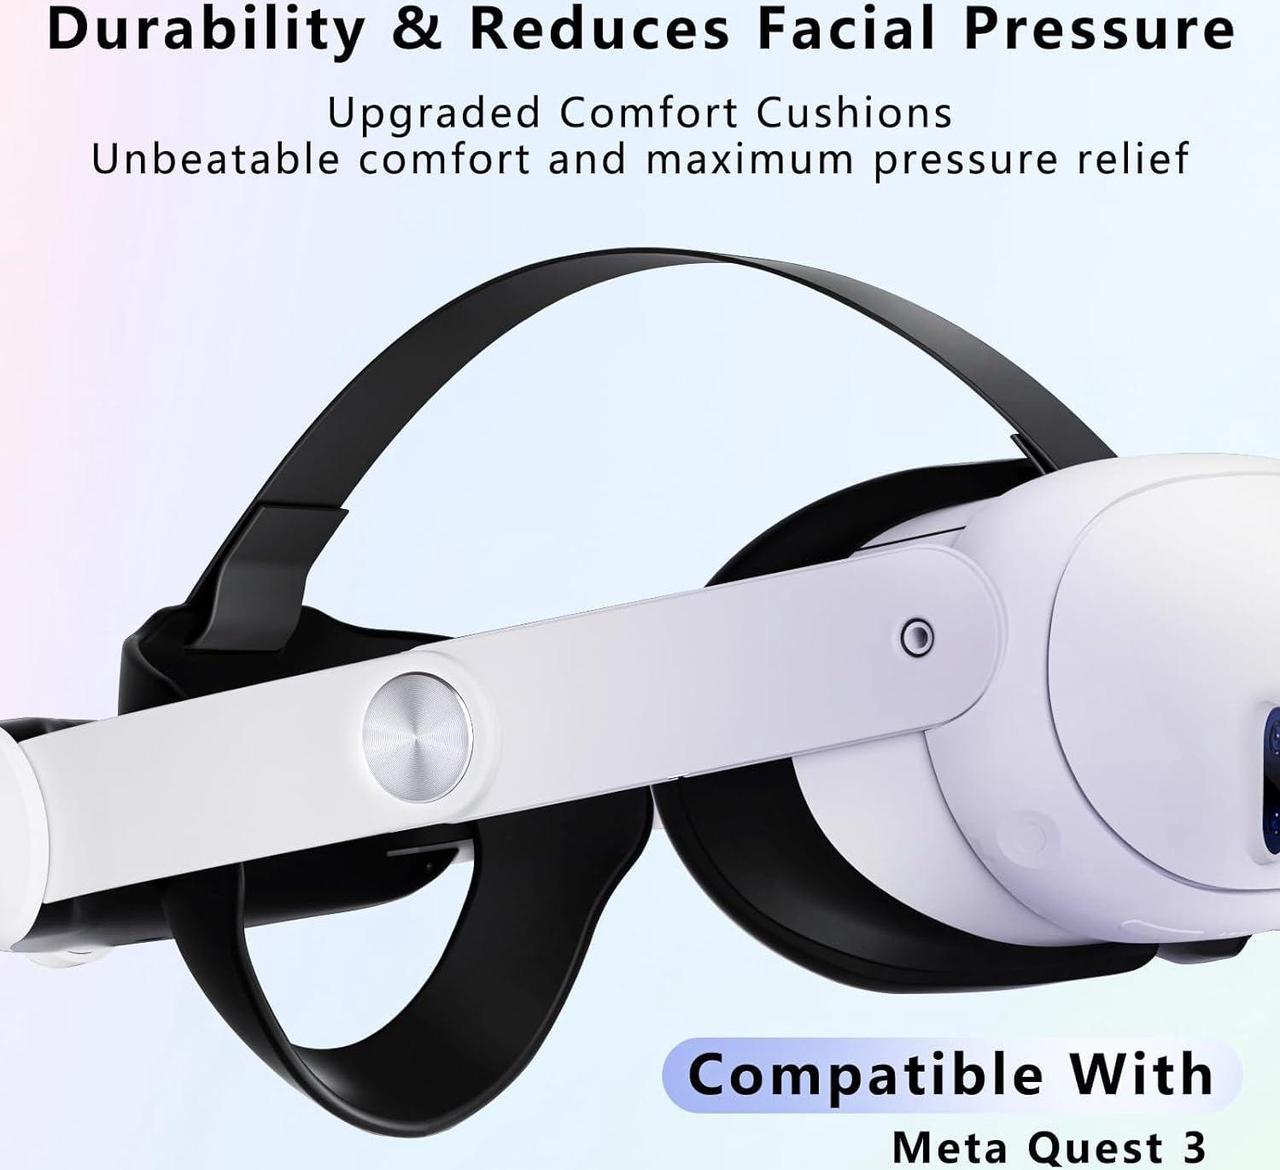 Durability & Reduces Facial Pressure
Upgraded Comfort Cushions
Unbeatable comfort and maximum pressure relief
Compatible With
Meta Quest 3